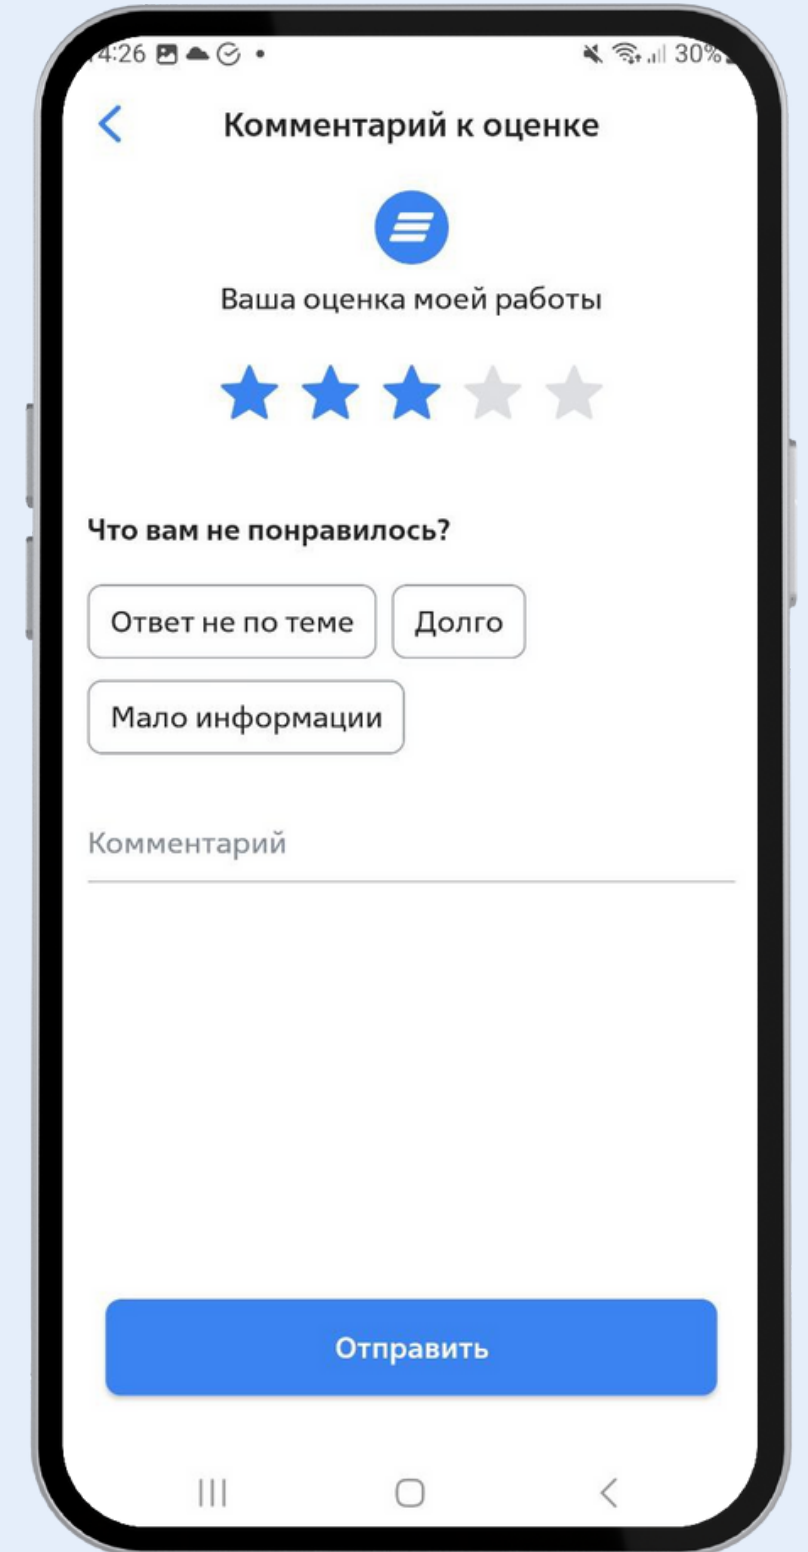 4:26 30%
Комментарий к оценке
Ваша оценка моей работы
Что вам не понравилось?
Ответ не по теме Долго
Мало информации
Комментарий
Отправить